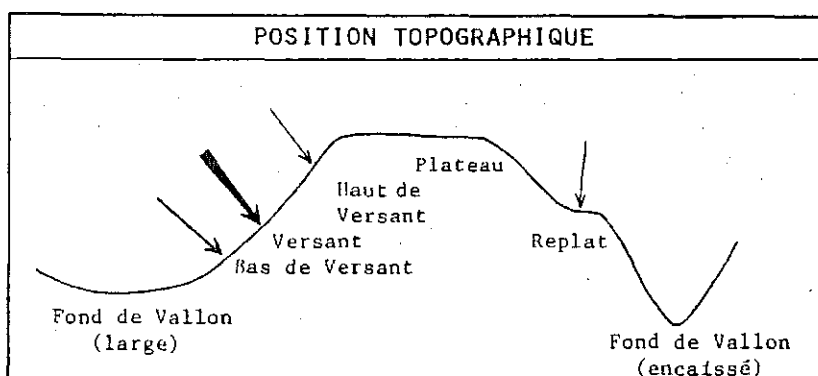 POSITION TOPOGRAPHIQUE
Plateau
Haut de
Versant
Versant
Replat
Bas de Versant
Fond de Vallon
(large)
Fond de Vallon
(encaissé)